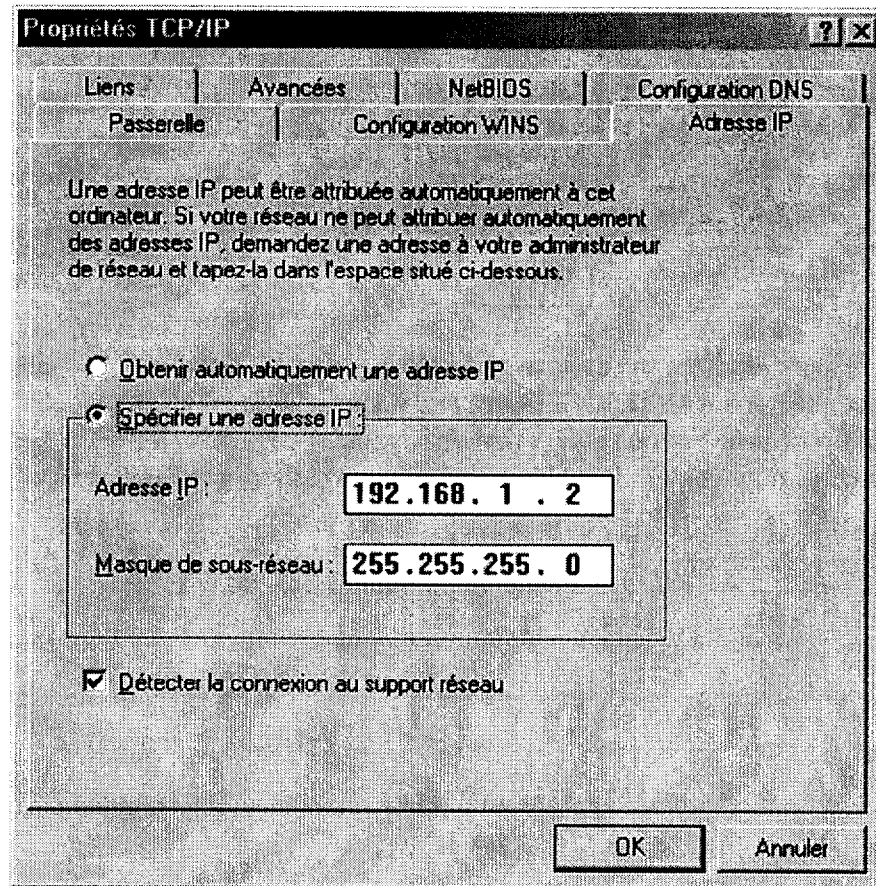 Propriétés TCP/IP
Liens Avancées NetBIOS Configuration DNS
Passerelle Configuration WINS Adresse IP
Une adresse IP peut être attribuée automatiquement à cet
ordinateur. Si votre réseau ne peut attribuer automatiquement
des adresses IP, demandez une adresse à votre administrateur
de réseau et tapez-la dans l'espace situé ci-dessous.
Obtenir automatiquement une adresse IP
Spécifier une adresse IP :
Adresse IP : 192.168. 1 . 2
Masque de sous-réseau : 255.255.255. 0
Détecter la connexion au support réseau
OK Annuler